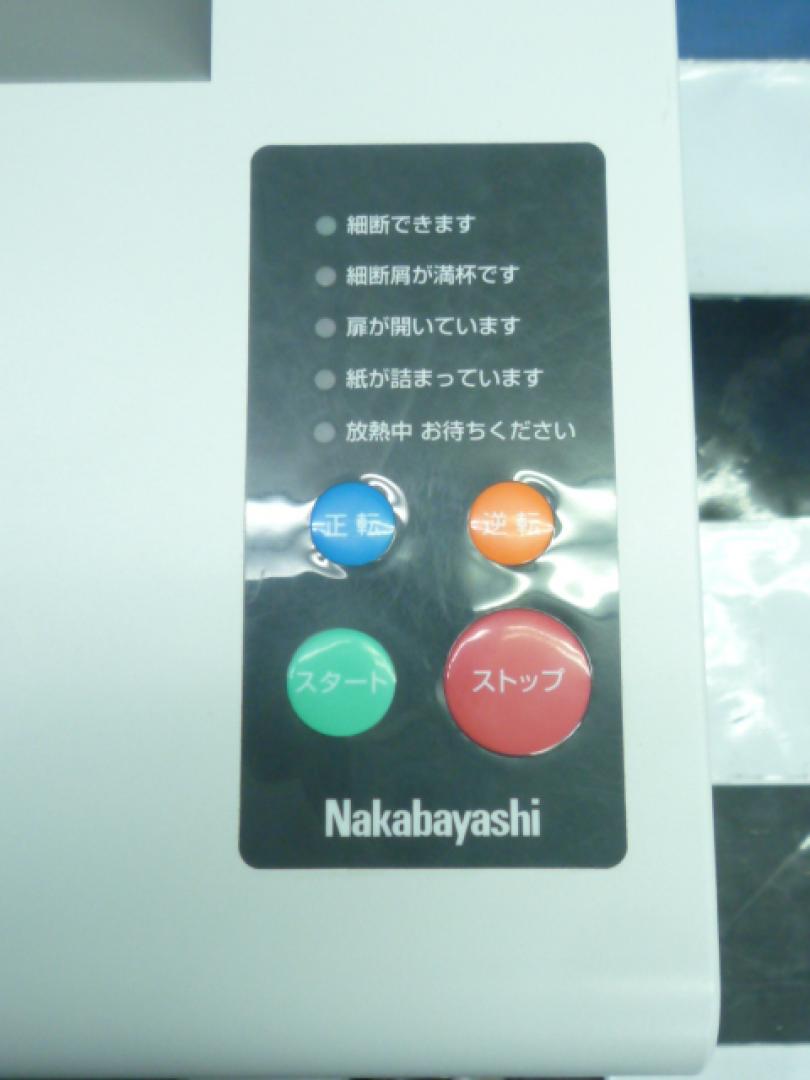 細断できます
細断屑が満杯です
扉が開いています
紙が詰まっています
放熱中 お待ちください
正転 逆転
スタート ストップ
Nakabayashi